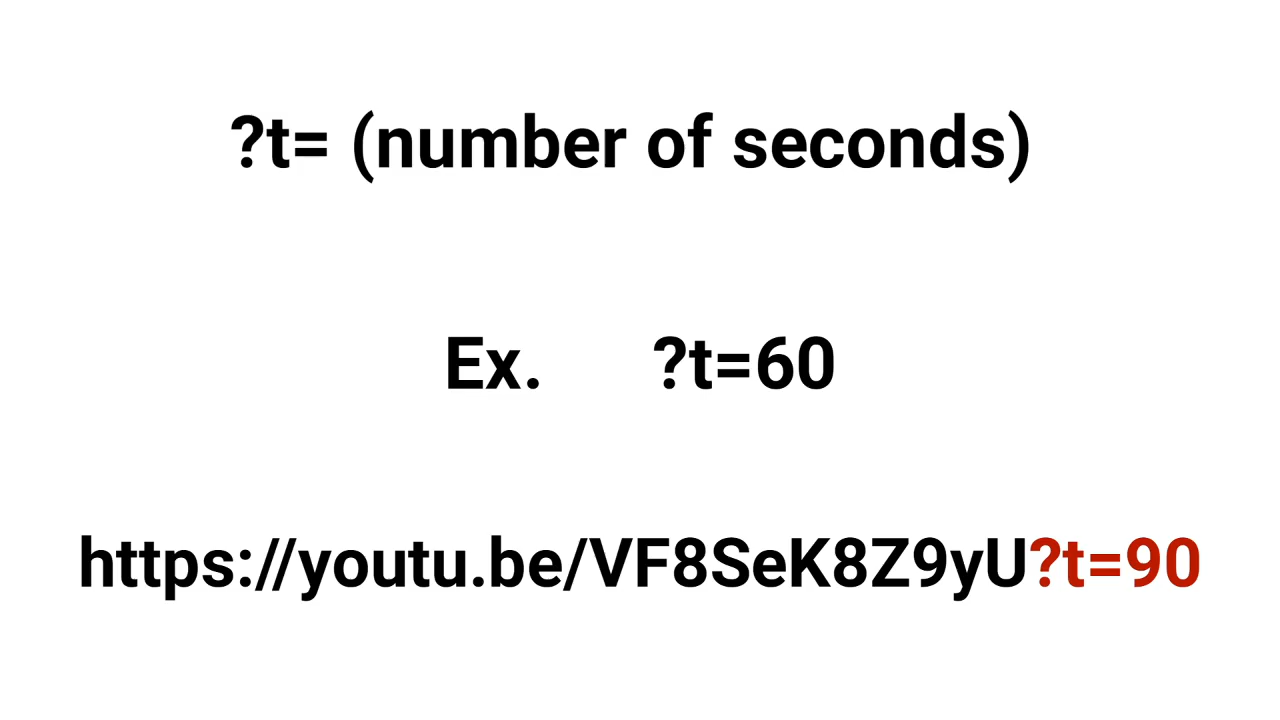 ?t= (number of seconds)
Ex. ?t=60
https://youtu.be/VF8SeK8Z9yU?t=90